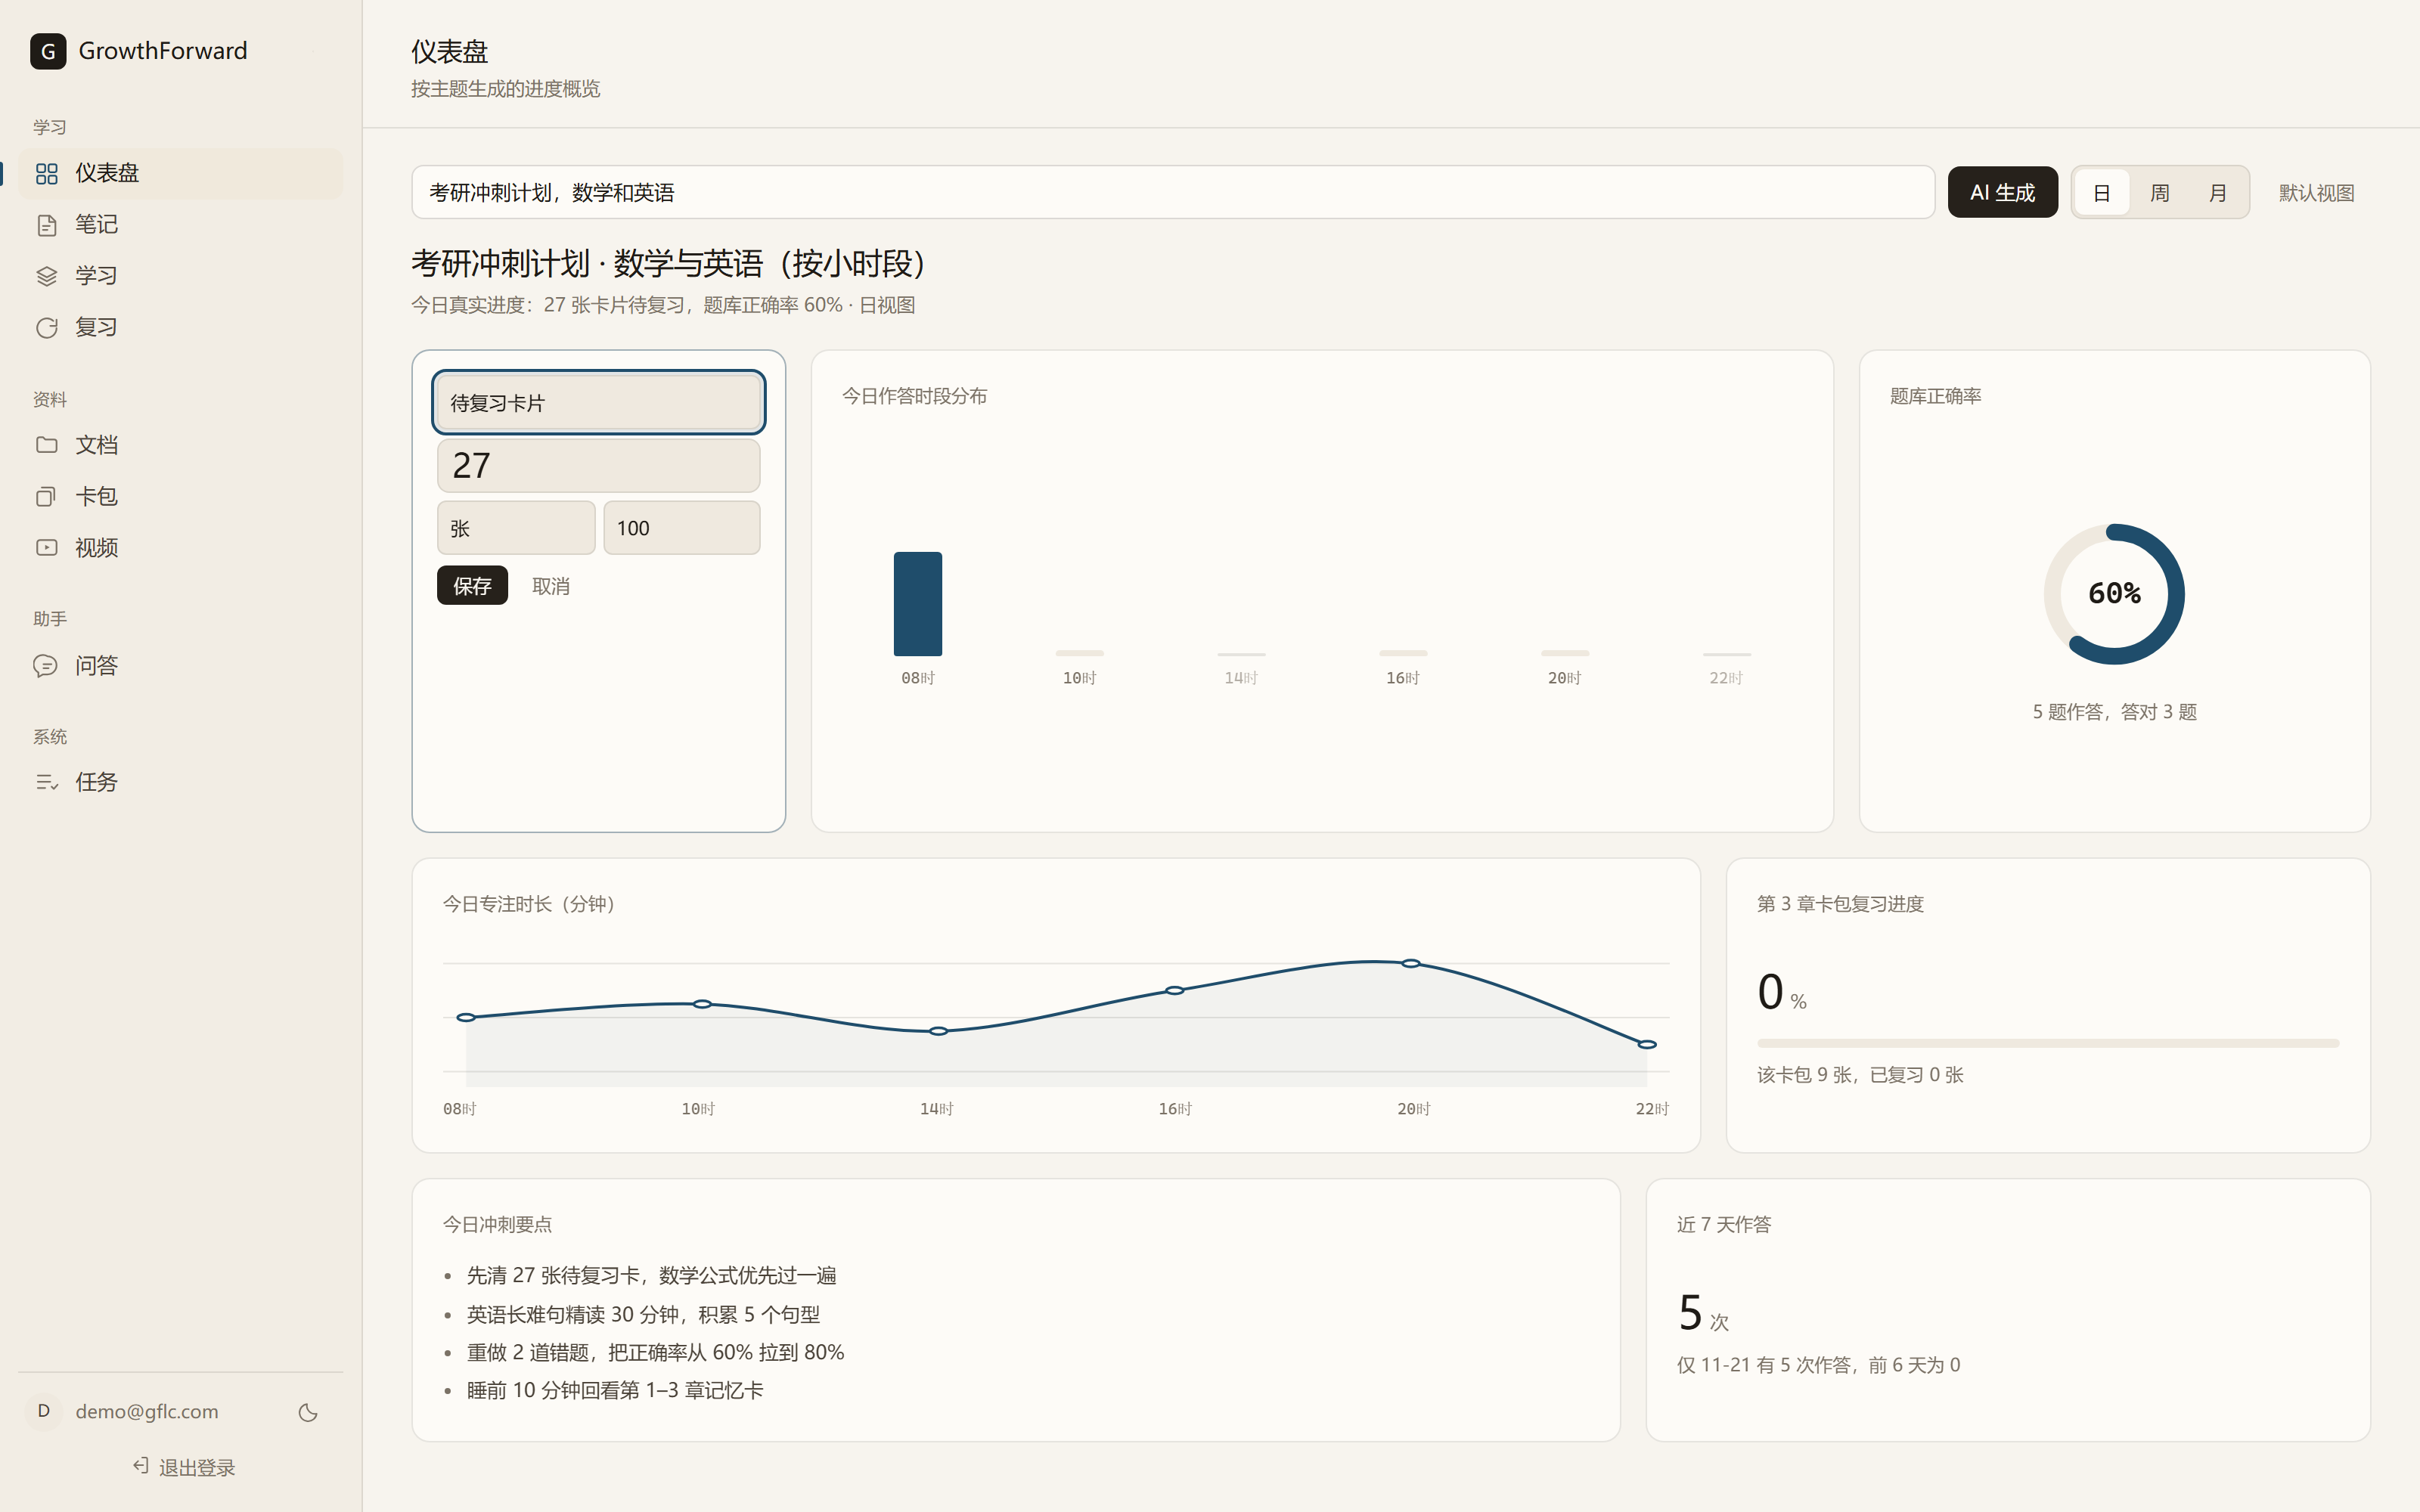 G GrowthForward
学习
仪表盘
笔记
学习
复习
资料
文档
卡包
视频
助手
问答
系统
任务
D demo@gflc.com
退出登录
仪表盘
按主题生成的进度概览
考研冲刺计划，数学和英语 AI 生成 日 周 月 默认视图
考研冲刺计划 · 数学与英语（按小时段）
今日真实进度：27 张卡片待复习，题库正确率 60% · 日视图
待复习卡片
27
张 100
保存 取消
今日作答时段分布
08时 10时 14时 16时 20时 22时
题库正确率
60%
5 题作答，答对 3 题
今日专注时长（分钟）
08时 10时 14时 16时 20时 22时
第 3 章卡包复习进度
0 %
该卡包 9 张，已复习 0 张
今日冲刺要点
• 先清 27 张待复习卡，数学公式优先过一遍
• 英语长难句精读 30 分钟，积累 5 个句型
• 重做 2 道错题，把正确率从 60% 拉到 80%
• 睡前 10 分钟回看第 1–3 章记忆卡
近 7 天作答
5 次
仅 11-21 有 5 次作答，前 6 天为 0